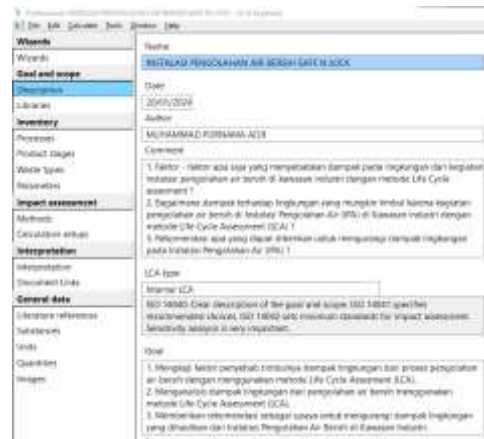 File Edit Calculate Tools Window Help
Wizards
Wizards
Goal and scope
Description
Libraries
Inventory
Processes
Product stages
Waste types
Parameters
Impact assessment
Methods
Calculation setups
Interpretation
Interpretation
Document Links
General data
Literature references
Substances
Units
Quantities
Images
Name
INSTALASI PENGOLAHAN AIR BERSIH
Date
20/01/2024
Author
MUHAMMAD PURNAMA ADJI
Comment
1. Faktor - faktor apa saja yang menyebabkan dampak pada lingkungan dari kegiatan
instalasi pengolahan air bersih di kawasan industri dengan metode Life Cycle
Assessment ?
2. Bagaimana dampak terhadap lingkungan yang mungkin timbul karena kegiatan
pengolahan air bersih di Instalasi Pengolahan Air (IPA) di Kawasan Industri dengan
metode Life Cycle Assessment (LCA) ?
3. Rekomendasi apa yang dapat diberikan untuk mengurangi dampak lingkungan
pada Instalasi Pengolahan Air (IPA) ?
LCA type
Internal LCA
ISO 14040: Clear description of the goal and scope. ISO 14041 specifies
recommended choices. ISO 14042 sets minimum standards for impact assessment.
Sensitivity analysis is very important.
Goal
1. Mengkaji faktor penyebab timbulnya dampak lingkungan dari proses pengolahan
air bersih dengan menggunakan metode Life Cycle Assessment (LCA).
2. Menganalisis dampak lingkungan dari pengolahan air bersih menggunakan
metode Life Cycle Assessment (LCA).
3. Memberikan rekomendasi sebagai upaya untuk mengurangi dampak lingkungan
yang dihasilkan dari Instalasi Pengolahan Air Bersih di Kawasan Industri.